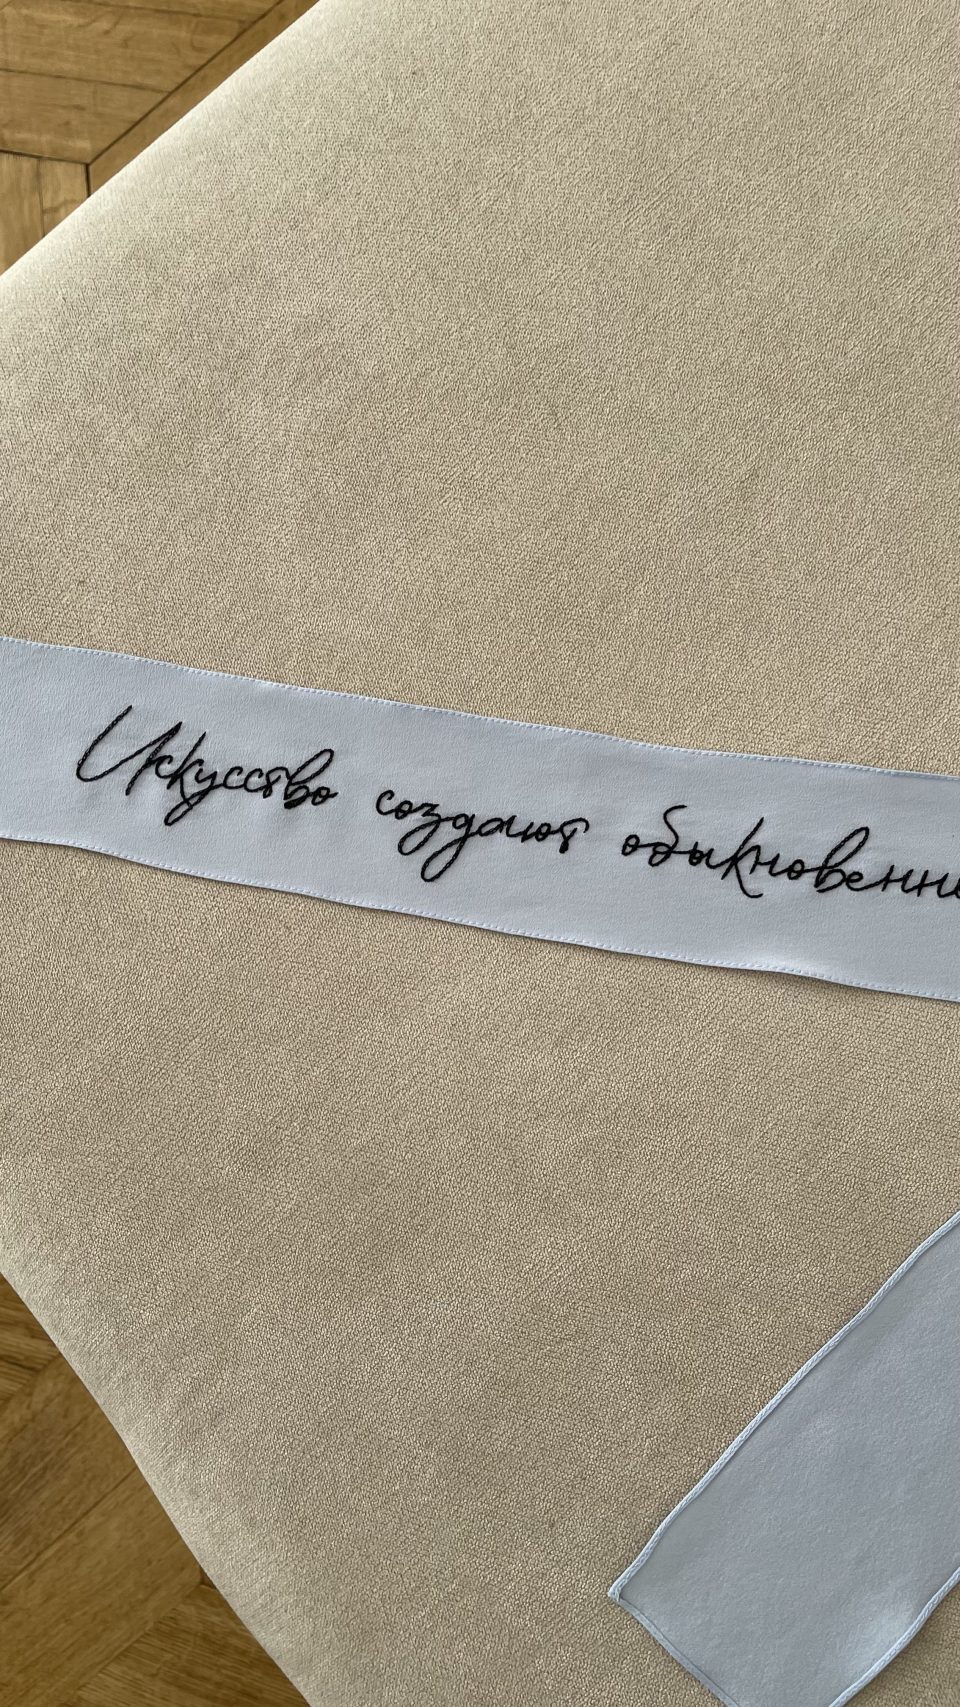 Искусство создают обыкновенн